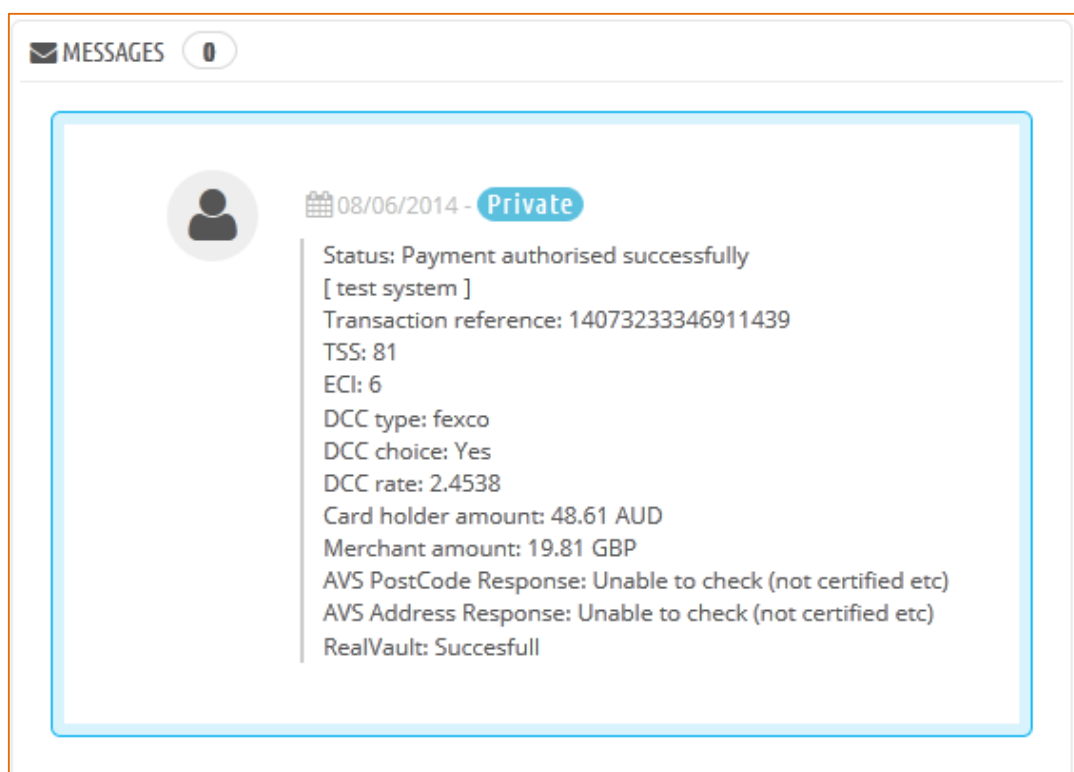 MESSAGES 0
08/06/2014 - Private
Status: Payment authorised successfully
[ test system ]
Transaction reference: 14073233346911439
TSS: 81
ECI: 6
DCC type: fexco
DCC choice: Yes
DCC rate: 2.4538
Card holder amount: 48.61 AUD
Merchant amount: 19.81 GBP
AVS PostCode Response: Unable to check (not certified etc)
AVS Address Response: Unable to check (not certified etc)
RealVault: Succesfull